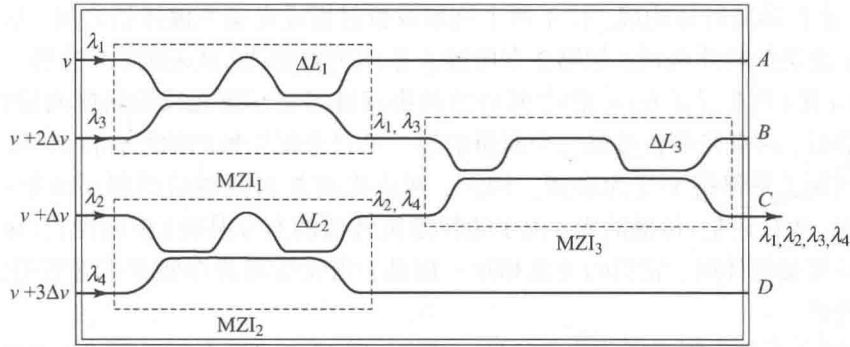 λ₁
ν
ΔL₁
A
λ₃
λ₁, λ₃
ν+2Δν
B
MZI₁
ΔL₃
λ₂
λ₂, λ₄
ν+Δν
ΔL₂
C
MZI₃
λ₁, λ₂, λ₃, λ₄
λ₄
ν+3Δν
D
MZI₂